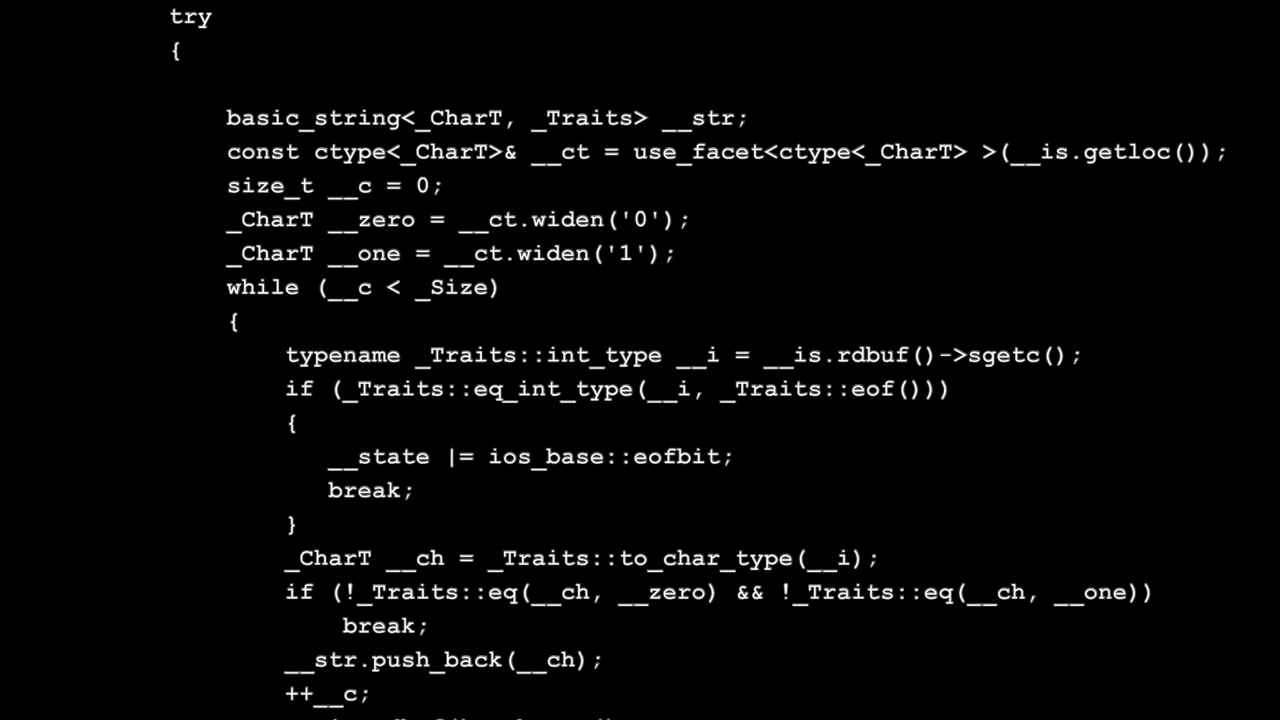 try
{
basic_string<_CharT, _Traits> __str;
const ctype<_CharT>& __ct = use_facet<ctype<_CharT> >(__is.getloc());
size_t __c = 0;
_CharT __zero = __ct.widen('0');
_CharT __one = __ct.widen('1');
while (__c < _Size)
{
typename _Traits::int_type __i = __is.rdbuf()->sgetc();
if (_Traits::eq_int_type(__i, _Traits::eof()))
{
__state |= ios_base::eofbit;
break;
}
_CharT __ch = _Traits::to_char_type(__i);
if (!_Traits::eq(__ch, __zero) && !_Traits::eq(__ch, __one))
break;
__str.push_back(__ch);
++__c;